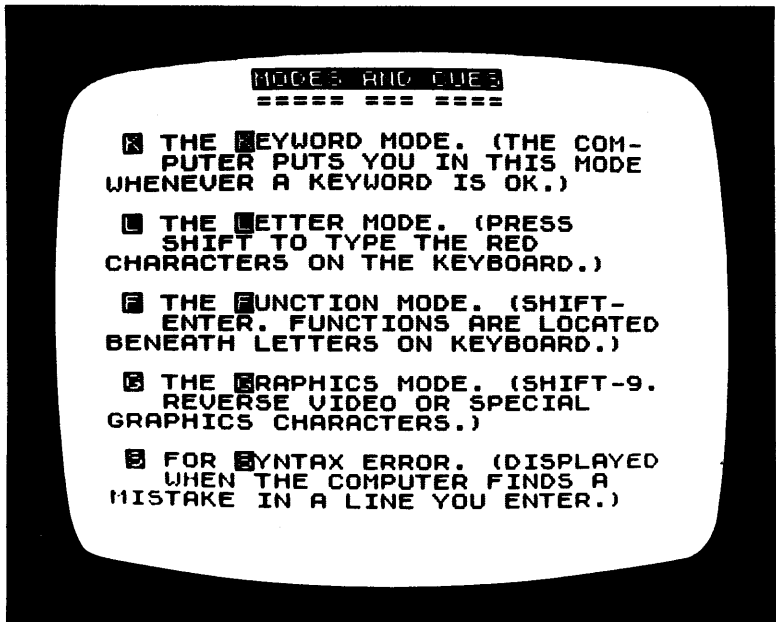 MODES AND CUES
===== === ====
K THE KEYWORD MODE. (THE COM-
PUTER PUTS YOU IN THIS MODE
WHENEVER A KEYWORD IS OK.)
L THE LETTER MODE. (PRESS
SHIFT TO TYPE THE RED
CHARACTERS ON THE KEYBOARD.)
F THE FUNCTION MODE. (SHIFT-
ENTER. FUNCTIONS ARE LOCATED
BENEATH LETTERS ON KEYBOARD.)
G THE GRAPHICS MODE. (SHIFT-9.
REVERSE VIDEO OR SPECIAL
GRAPHICS CHARACTERS.)
S FOR SYNTAX ERROR. (DISPLAYED
WHEN THE COMPUTER FINDS A
MISTAKE IN A LINE YOU ENTER.)